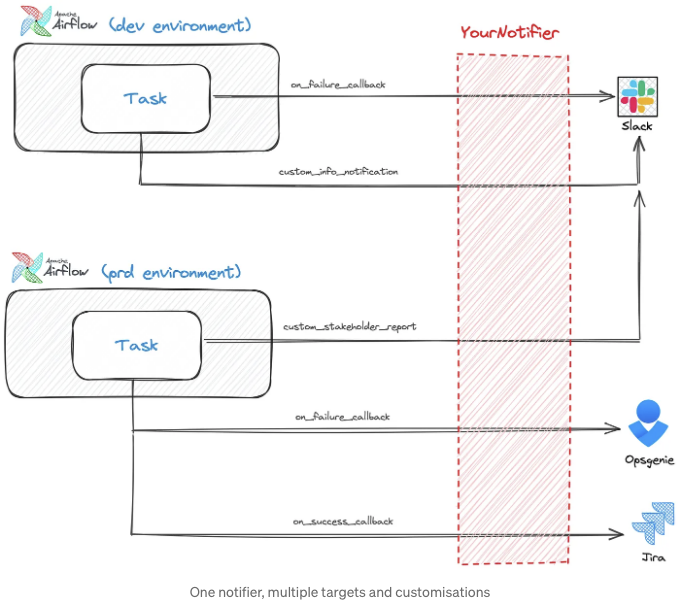 Apache
Airflow (dev environment)
YourNotifier
Task
on_failure_callback
Slack
custom_info_notification
Apache
Airflow (prd environment)
Task
custom_stakeholder_report
on_failure_callback
Opsgenie
on_success_callback
Jira
One notifier, multiple targets and customisations